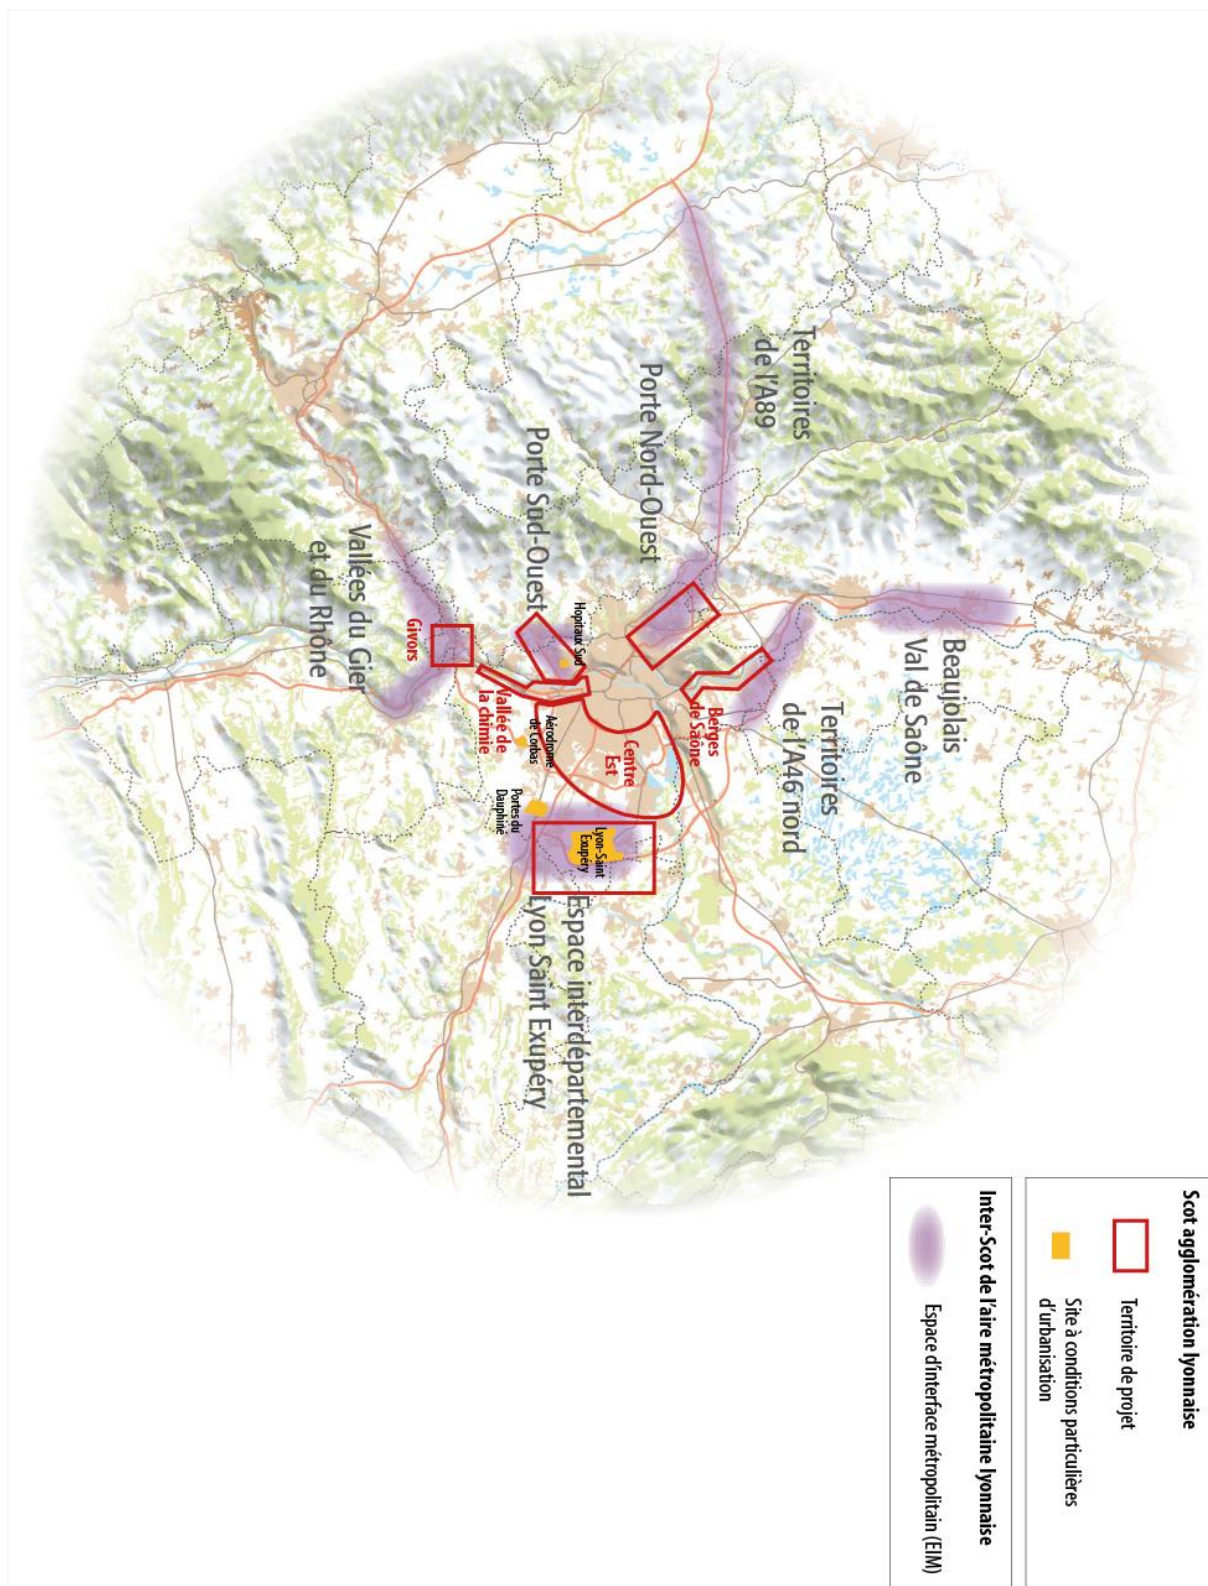 Territoires
de l'A89
Porte Nord-Ouest
Porte Sud-Ouest
Vallées du Gier
et du Rhône
Beaujolais
Val de Saône
Territoires
de l'A46 nord
Espace interdépartemental
Lyon Saint Exupéry
Hopitaux Sud
Givors
Vallée de
la chimie
Berges
de Saône
Centre
Est
Aérodrome
de Corbas
Portes du
Dauphiné
Lyon-Saint
Exupéry
Scot agglomération lyonnaise
Territoire de projet
Site à conditions particulières
d'urbanisation
Inter-Scot de l'aire métropolitaine lyonnaise
Espace d'interface métropolitain (EIM)